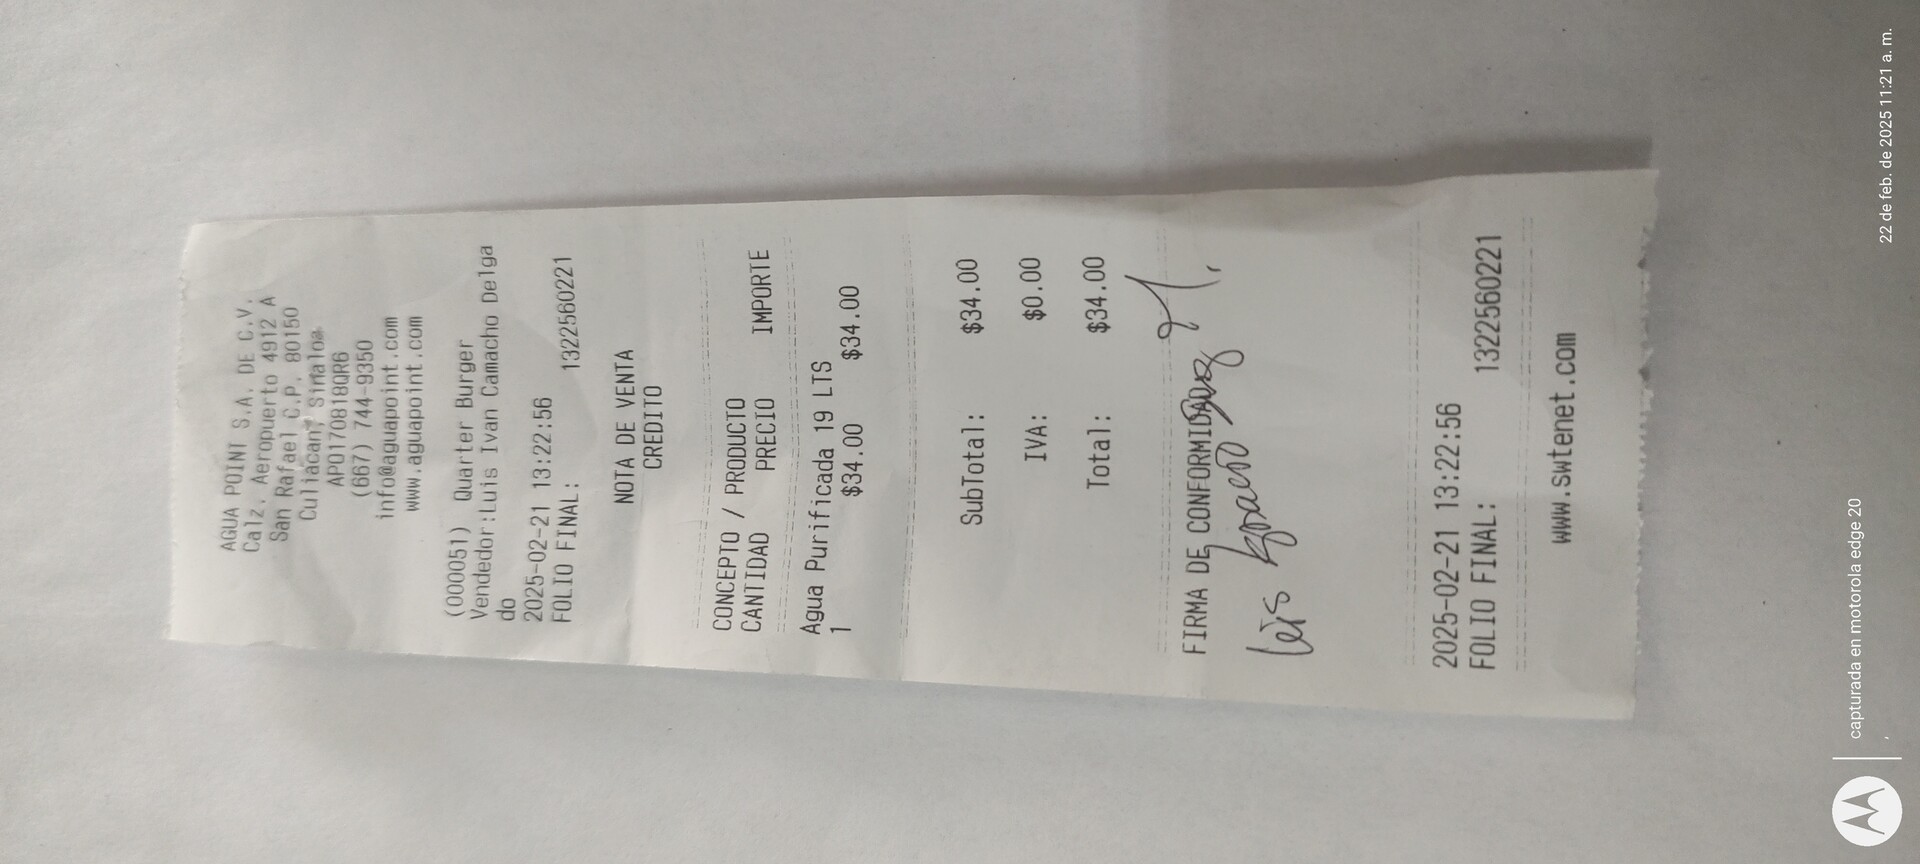 AGUA POINT S.A. DE C.V.
Calz. Aeropuerto 4912 A
San Rafael C.P. 80150
Culiacan, Sinaloa
APO170818QR6
(667) 744-9350
info@aguapoint.com
www.aguapoint.com
(000051) Quarter Burger
Vendedor:Luis Ivan Camacho Delga
do
2025-02-21 13:22:56
FOLIO FINAL: 1322560221
NOTA DE VENTA
CREDITO
CONCEPTO / PRODUCTO
CANTIDAD PRECIO IMPORTE
Agua Purificada 19 LTS
1 $34.00 $34.00
SubTotal: $34.00
IVA: $0.00
Total: $34.00
FIRMA DE CONFORMIDAD
2025-02-21 13:22:56
FOLIO FINAL: 1322560221
www.swtenet.com
capturada en motorola edge 20
22 de feb. de 2025 11:21 a. m.